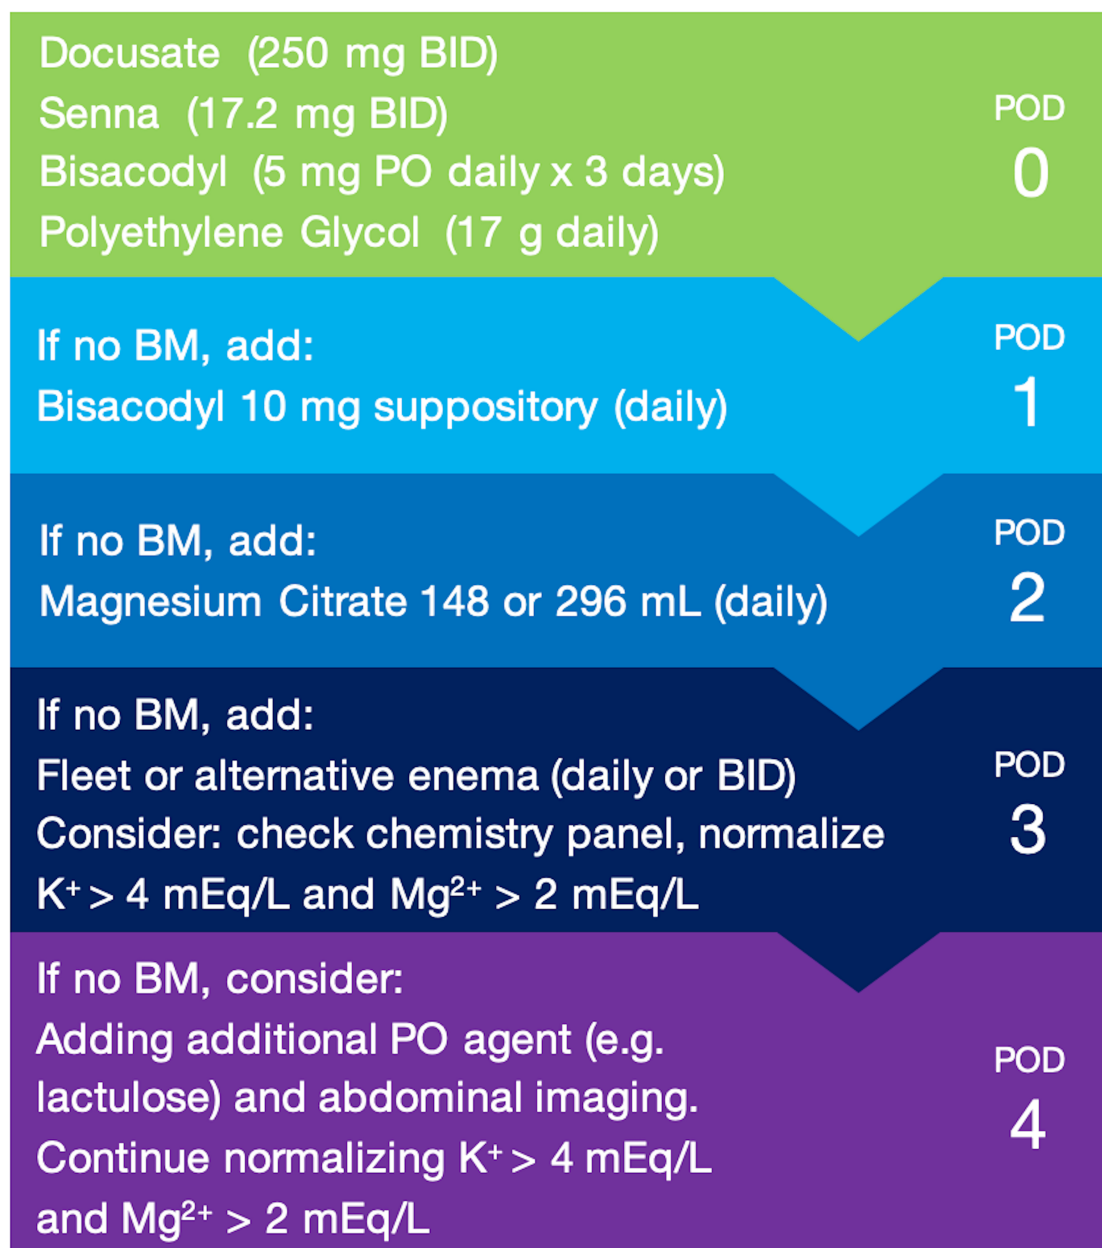 Docusate (250 mg BID)
Senna (17.2 mg BID)
Bisacodyl (5 mg PO daily x 3 days)
Polyethylene Glycol (17 g daily)
POD
0
If no BM, add:
Bisacodyl 10 mg suppository (daily)
POD
1
If no BM, add:
Magnesium Citrate 148 or 296 mL (daily)
POD
2
If no BM, add:
Fleet or alternative enema (daily or BID)
Consider: check chemistry panel, normalize
K⁺ > 4 mEq/L and Mg²⁺ > 2 mEq/L
POD
3
If no BM, consider:
Adding additional PO agent (e.g.
lactulose) and abdominal imaging.
Continue normalizing K⁺ > 4 mEq/L
and Mg²⁺ > 2 mEq/L
POD
4